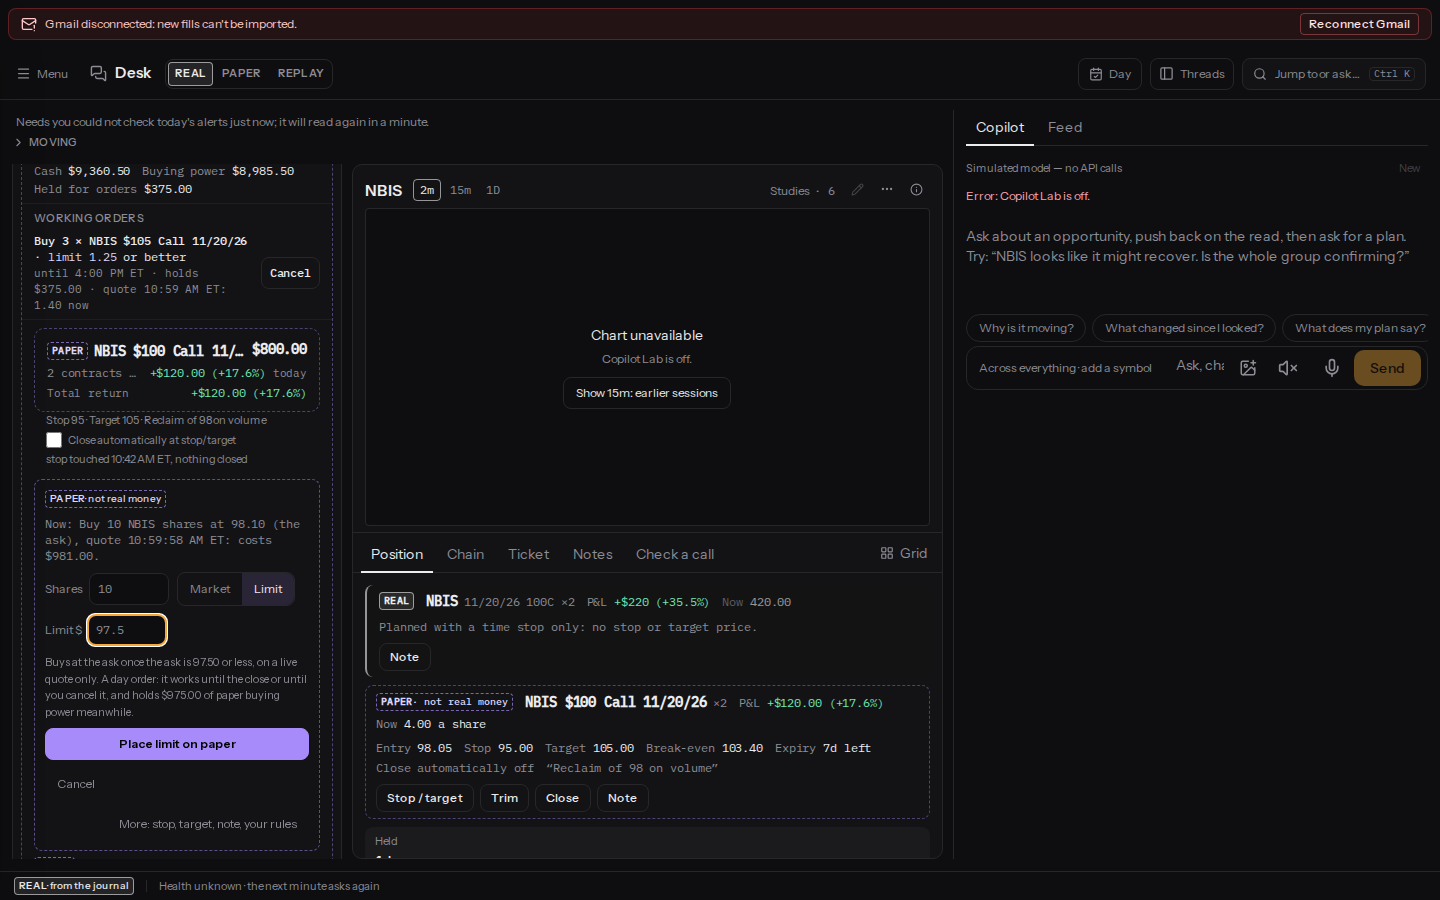 Gmail disconnected: new fills can't be imported.
Reconnect Gmail
Menu
Desk
REAL PAPER REPLAY
Day
Threads
Jump to or ask... Ctrl K
Needs you could not check today's alerts just now; it will read again in a minute.
MOVING
Cash $9,360.50 Buying power $8,985.50
Held for orders $375.00
WORKING ORDERS
Buy 3 × NBIS $105 Call 11/20/26
· limit 1.25 or better
until 4:00 PM ET · holds
$375.00 · quote 10:59 AM ET:
1.40 now
Cancel
PAPER NBIS $100 Call 11/… $800.00
2 contracts … +$120.00 (+17.6%) today
Total return +$120.00 (+17.6%)
Stop 95 · Target 105 · Reclaim of 98 on volume
Close automatically at stop/target
stop touched 10:42 AM ET, nothing closed
PAPER · not real money
Now: Buy 10 NBIS shares at 98.10 (the
ask), quote 10:59:58 AM ET: costs
$981.00.
Shares 10 Market Limit
Limit $ 97.5
Buys at the ask once the ask is 97.50 or less, on a live
quote only. A day order: it works until the close or until
you cancel it, and holds $975.00 of paper buying
power meanwhile.
Place limit on paper
Cancel
More: stop, target, note, your rules
NBIS 2m 15m 1D
Studies · 6
Chart unavailable
Copilot Lab is off.
Show 15m: earlier sessions
Position Chain Ticket Notes Check a call
Grid
REAL NBIS 11/20/26 100C ×2 P&L +$220 (+35.5%) Now 420.00
Planned with a time stop only: no stop or target price.
Note
PAPER · not real money NBIS $100 Call 11/20/26 ×2 P&L +$120.00 (+17.6%)
Now 4.00 a share
Entry 98.05 Stop 95.00 Target 105.00 Break-even 103.40 Expiry 7d left
Close automatically off “Reclaim of 98 on volume”
Stop / target Trim Close Note
Held
Copilot Feed
Simulated model — no API calls
New
Error: Copilot Lab is off.
Ask about an opportunity, push back on the read, then ask for a plan.
Try: “NBIS looks like it might recover. Is the whole group confirming?”
Why is it moving? What changed since I looked? What does my plan say?
Across everything · add a symbol
Ask, cha
Send
REAL · from the journal
Health unknown · the next minute asks again